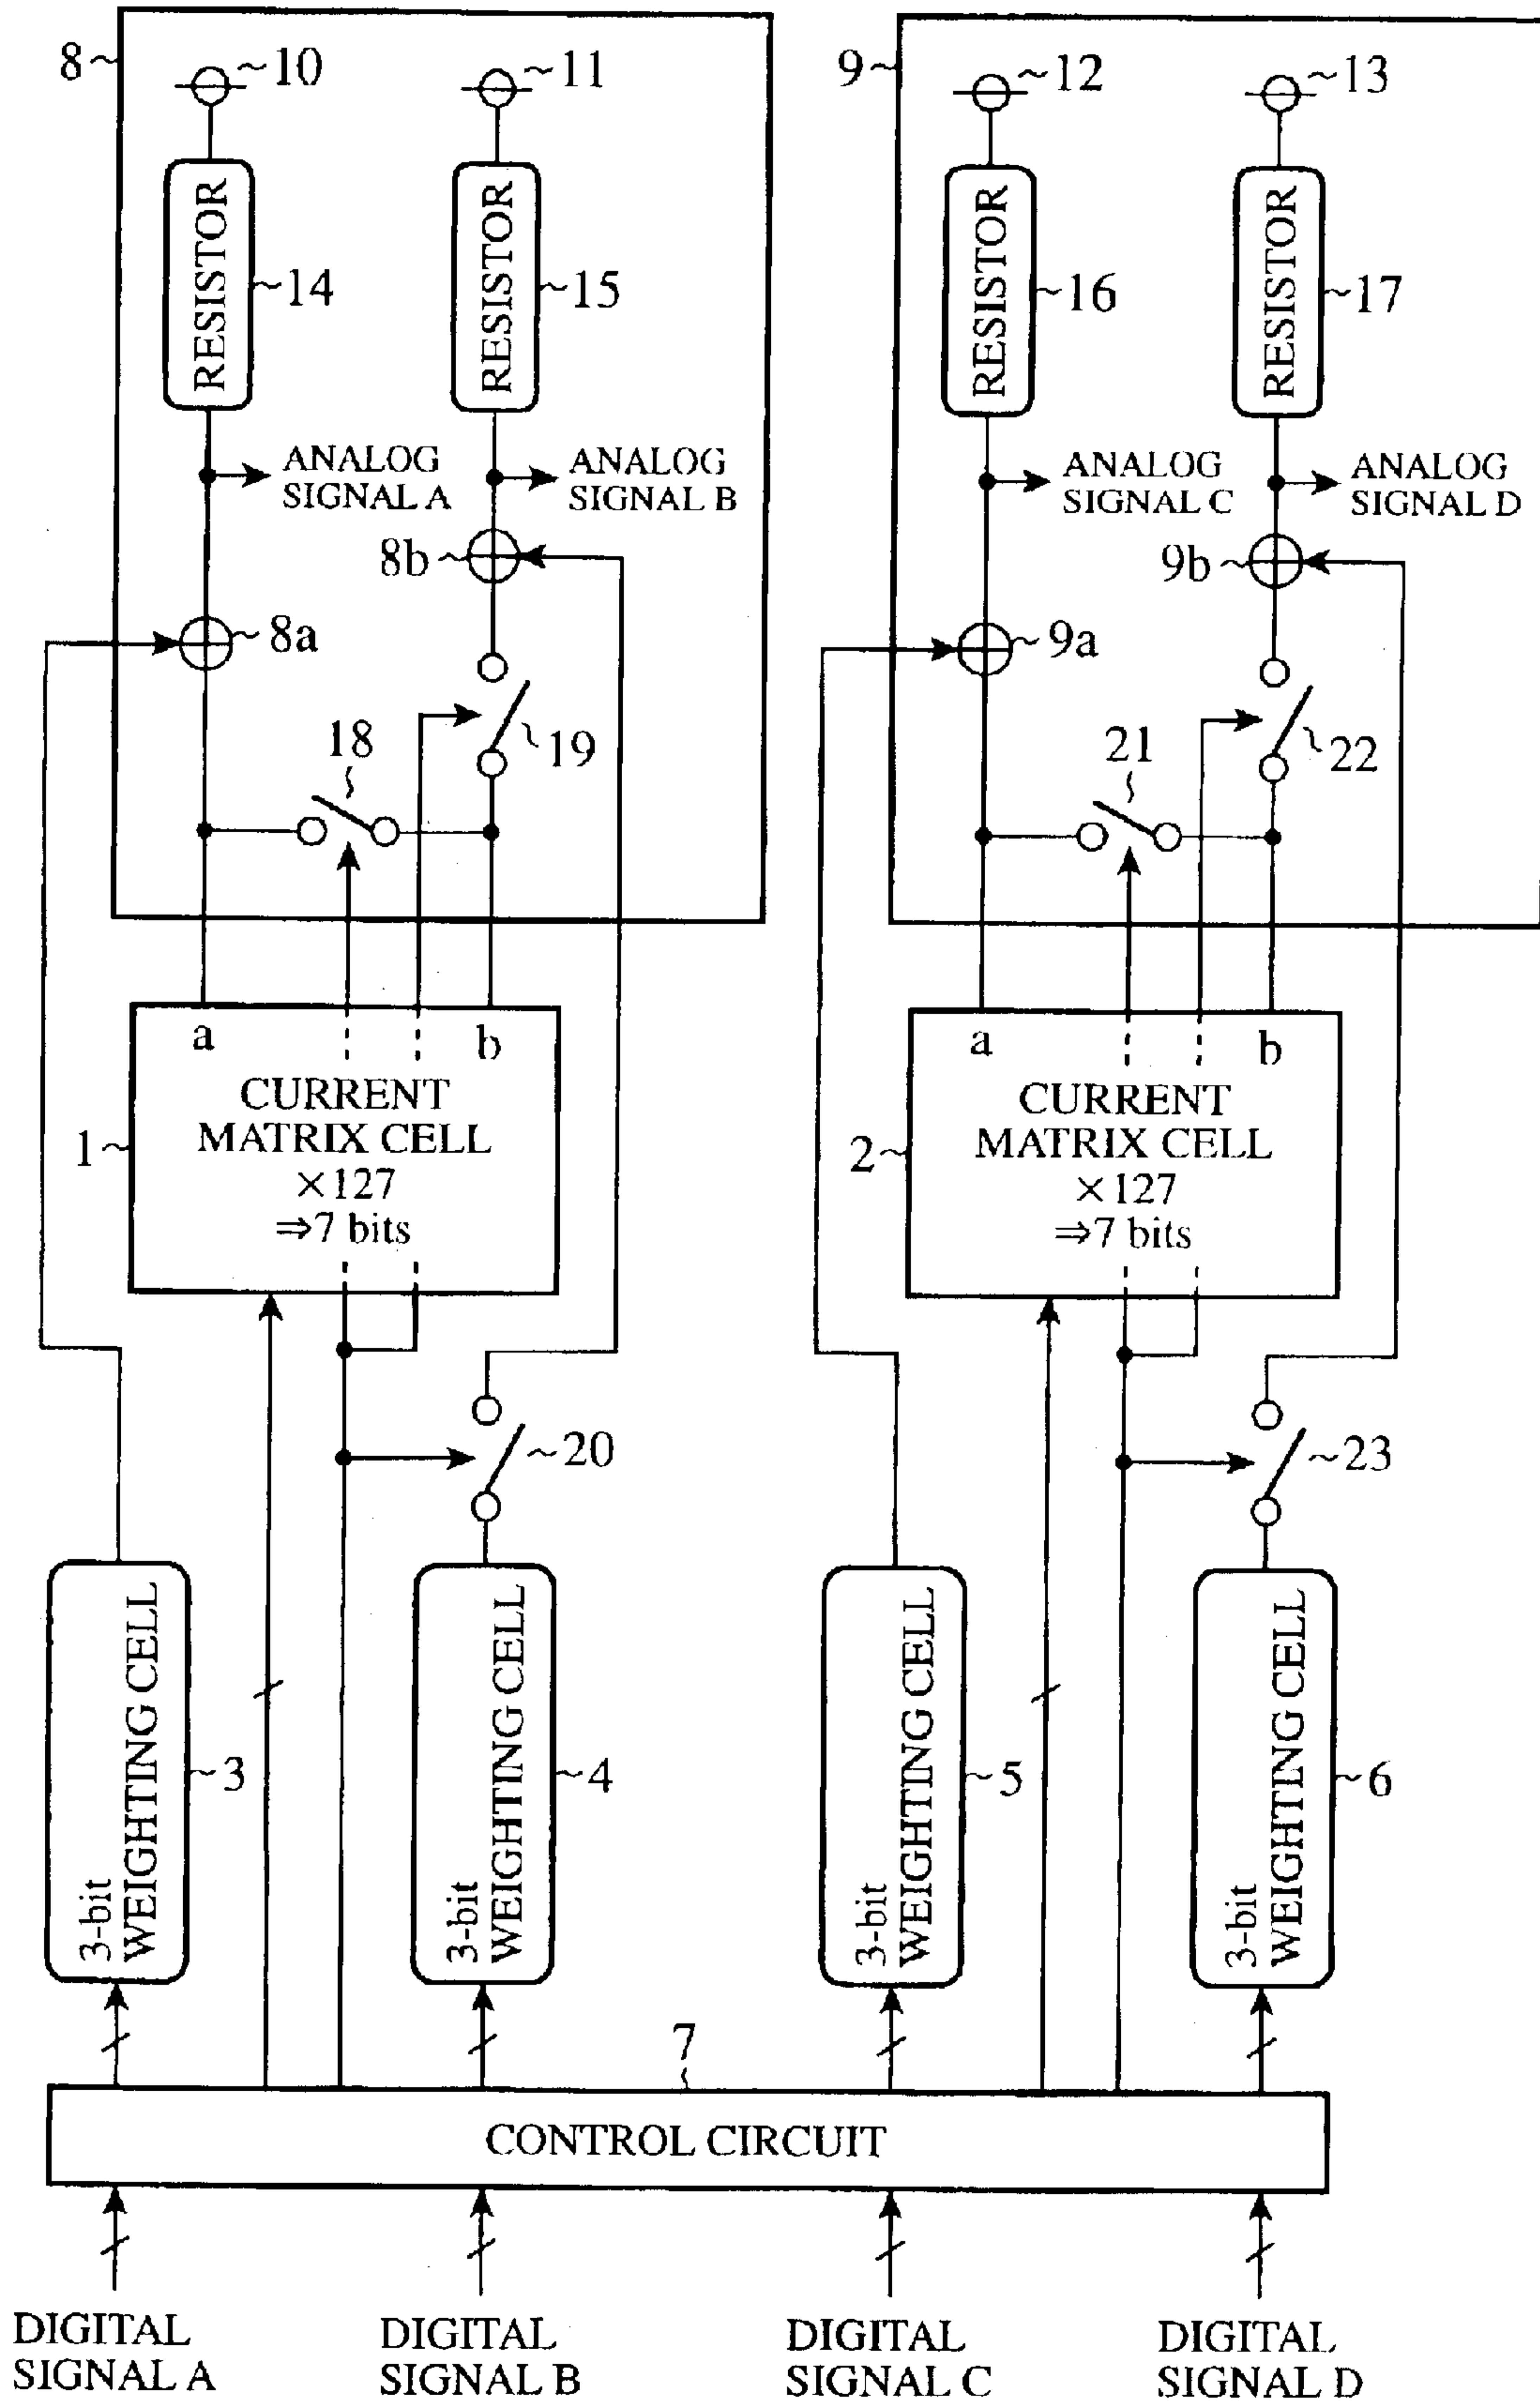 8
10
11
9
12
13
RESISTOR
14
RESISTOR
15
RESISTOR
16
RESISTOR
17
ANALOG
SIGNAL A
ANALOG
SIGNAL B
ANALOG
SIGNAL C
ANALOG
SIGNAL D
8b
9b
8a
9a
18
19
21
22
a
b
CURRENT
MATRIX CELL
×127
⇒7 bits
1
a
b
CURRENT
MATRIX CELL
×127
⇒7 bits
2
20
23
3-bit
WEIGHTING CELL
3
3-bit
WEIGHTING CELL
4
3-bit
WEIGHTING CELL
5
3-bit
WEIGHTING CELL
6
7
CONTROL CIRCUIT
DIGITAL
SIGNAL A
DIGITAL
SIGNAL B
DIGITAL
SIGNAL C
DIGITAL
SIGNAL D